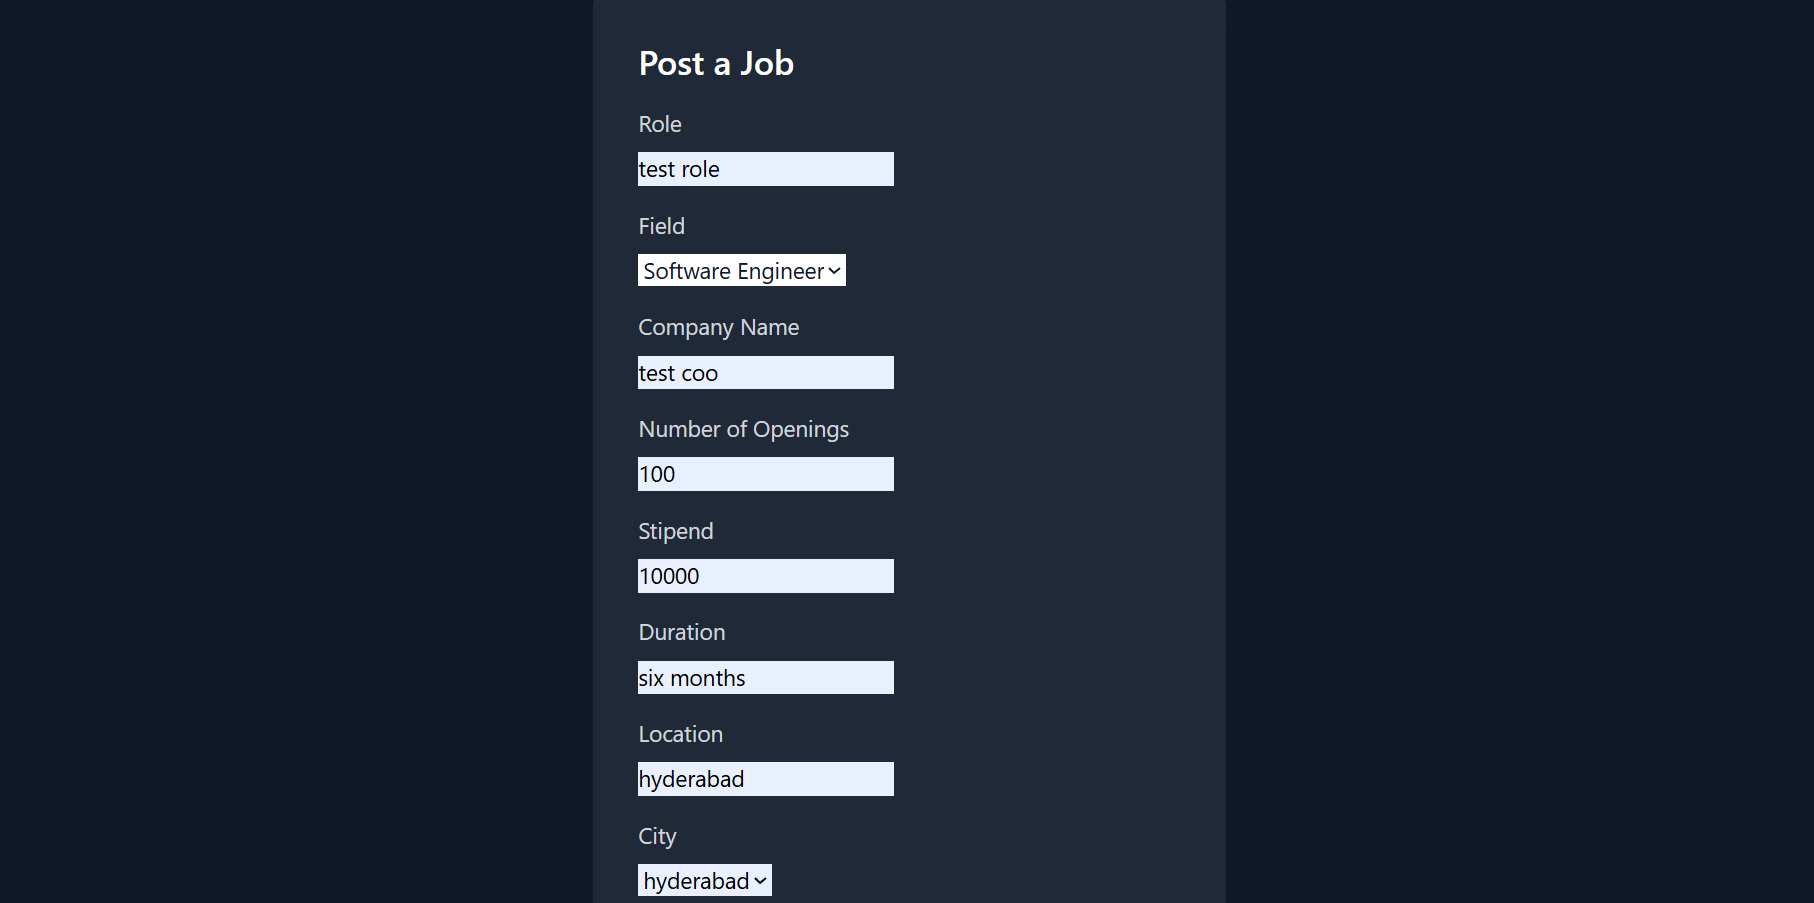 Post a Job
Role
test role
Field
Software Engineer
Company Name
test coo
Number of Openings
100
Stipend
10000
Duration
six months
Location
hyderabad
City
hyderabad